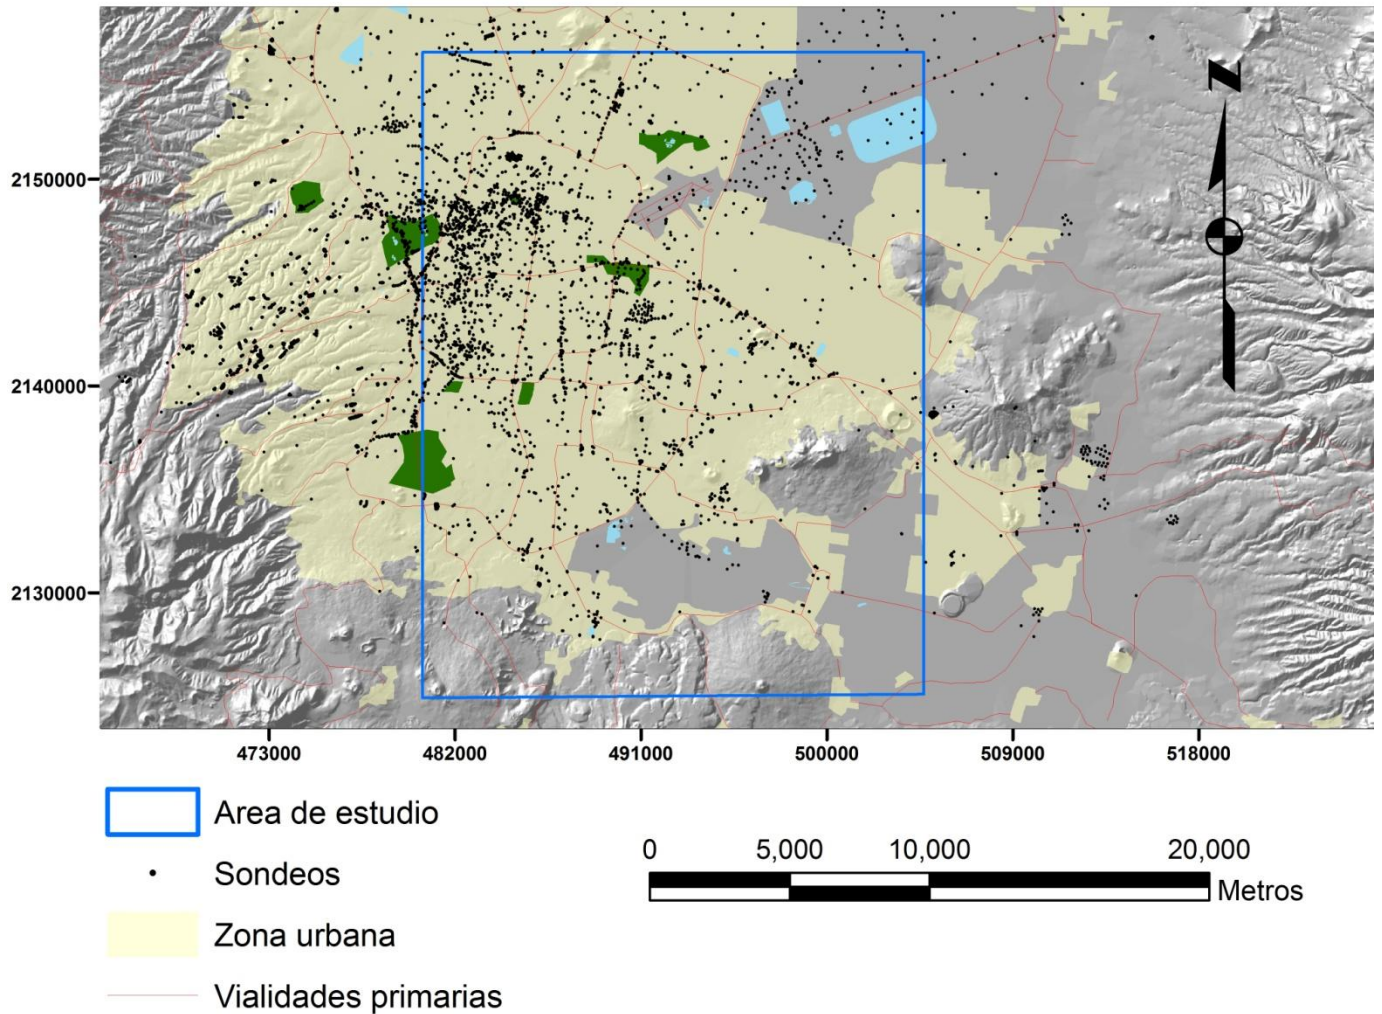 N
2150000
2140000
2130000
473000 482000 491000 500000 509000 518000
Area de estudio
Sondeos
Zona urbana
Vialidades primarias
0 5,000 10,000 20,000
Metros